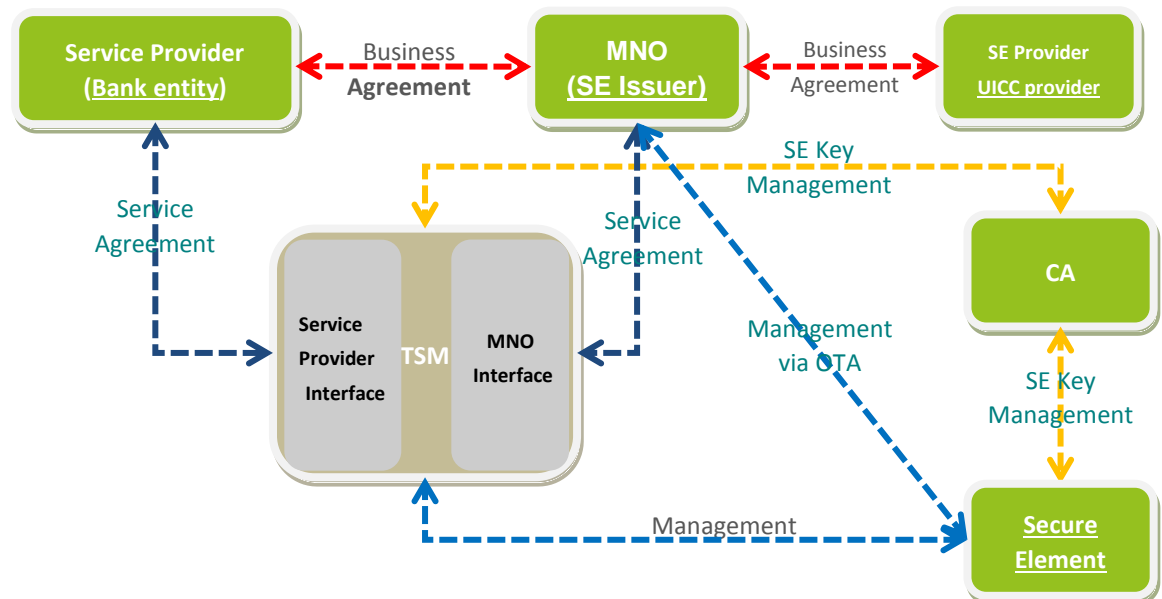 Service Provider
(Bank entity)
Business
Agreement
MNO
(SE Issuer)
Business
Agreement
SE Provider
UICC provider
SE Key
Management
Service
Agreement
Service
Agreement
CA
Service
Provider
Interface
TSM
MNO
Interface
Management
via OTA
SE Key
Management
Management
Secure
Element